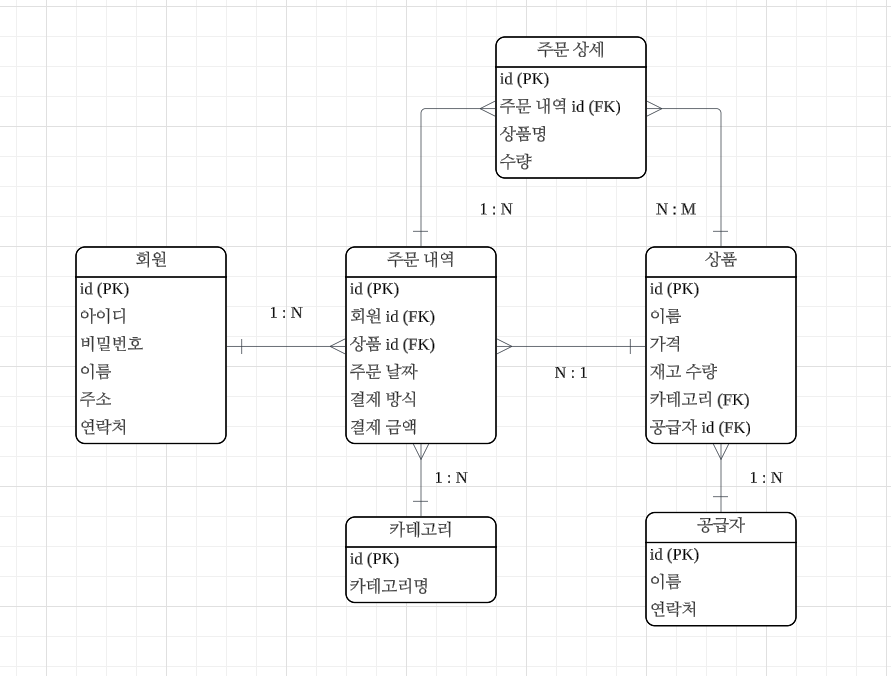 주문 상세
id (PK)
주문 내역 id (FK)
상품명
수량
1 : N
N : M
회원
id (PK)
아이디
비밀번호
이름
주소
연락처
1 : N
주문 내역
id (PK)
회원 id (FK)
상품 id (FK)
주문 날짜
결제 방식
결제 금액
N : 1
상품
id (PK)
이름
가격
재고 수량
카테고리 (FK)
공급자 id (FK)
1 : N
1 : N
카테고리
id (PK)
카테고리명
공급자
id (PK)
이름
연락처